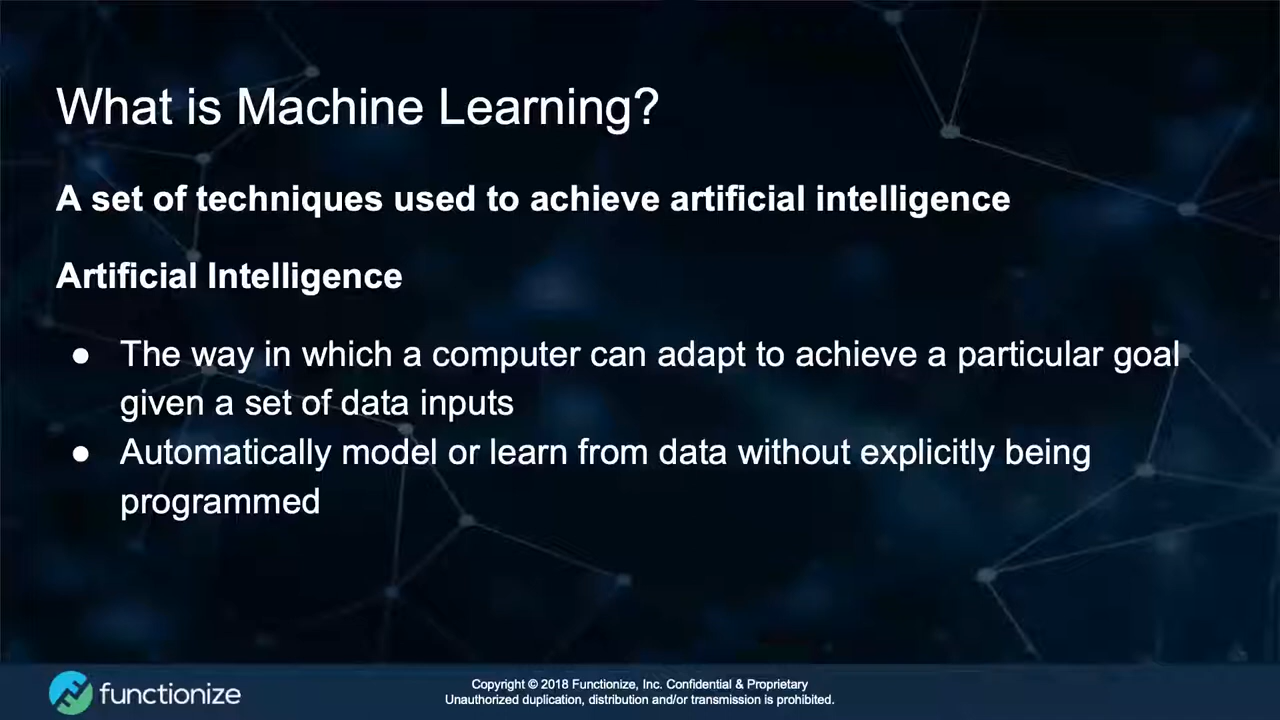 What is Machine Learning?
A set of techniques used to achieve artificial intelligence
Artificial Intelligence
● The way in which a computer can adapt to achieve a particular goal
given a set of data inputs
● Automatically model or learn from data without explicitly being
programmed
functionize
Copyright © 2018 Functionize, Inc. Confidential & Proprietary
Unauthorized duplication, distribution and/or transmission is prohibited.